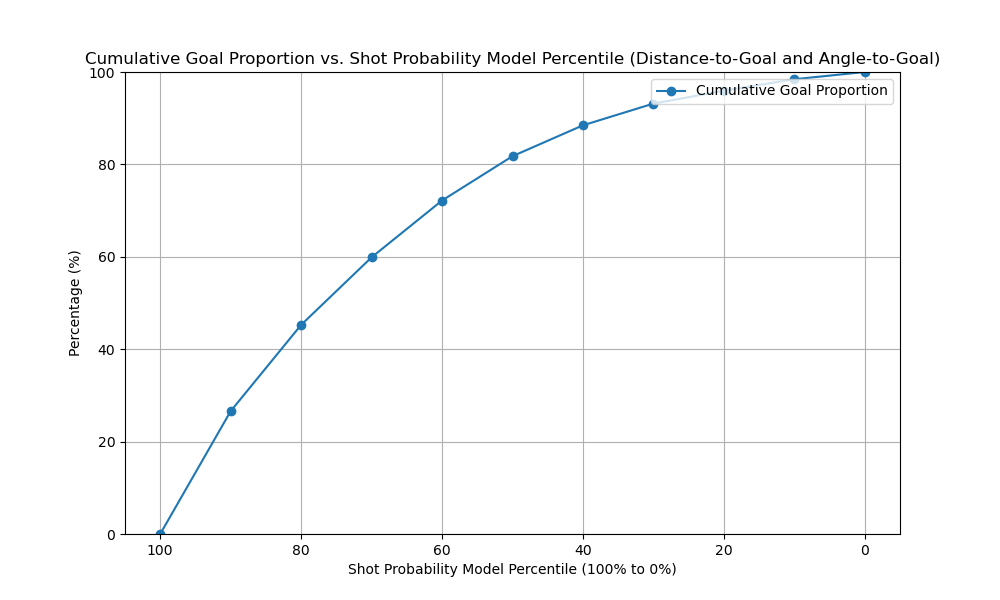 Cumulative Goal Proportion vs. Shot Probability Model Percentile (Distance-to-Goal and Angle-to-Goal)
100
80
60
40
20
0
Percentage (%)
Cumulative Goal Proportion
100 80 60 40 20 0
Shot Probability Model Percentile (100% to 0%)